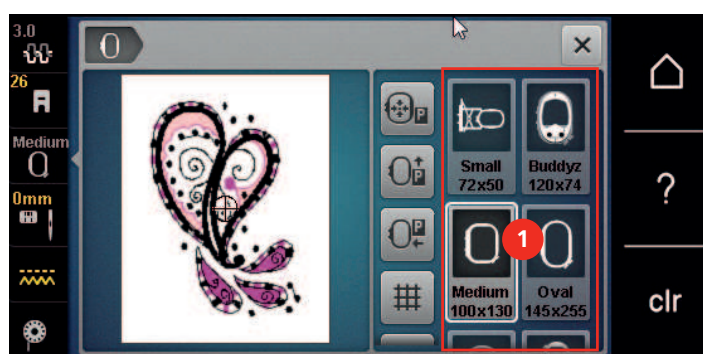 3.0
26
Medium
0mm
P
P
P
Small
72x50
Buddyz
120x74
Medium
100x130
Oval
145x255
1
?
clr